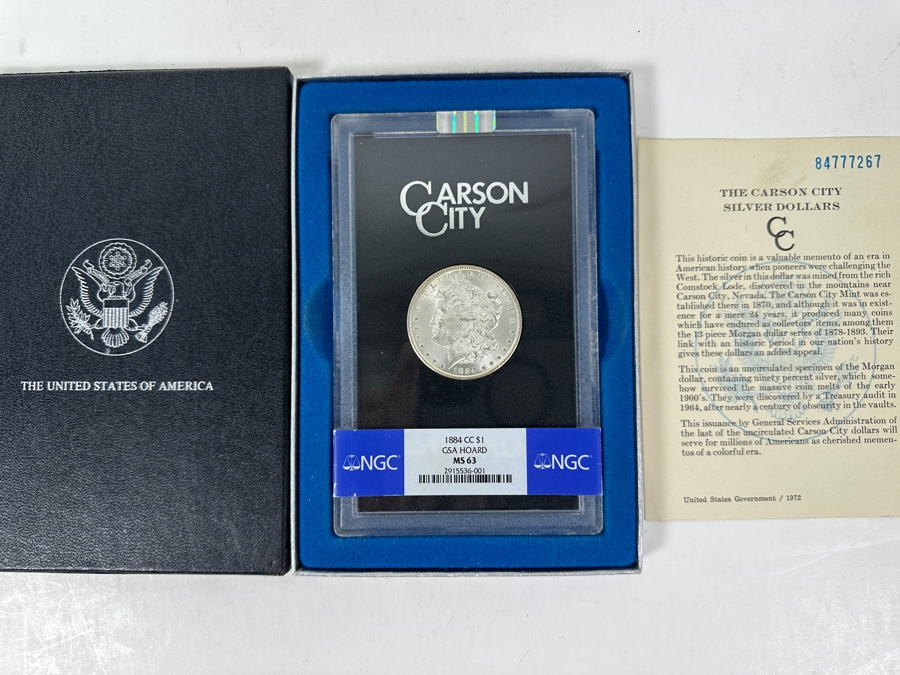 THE UNITED STATES OF AMERICA
CARSON
CITY
1884
NGC
1884 CC $1
GSA HOARD
MS 63
2915536-001
NGC
84777267
THE CARSON CITY
SILVER DOLLARS
CC
This historic coin is a valuable memento of an era in
American history when pioneers were challenging the
West. The silver in this dollar was mined from the rich
Comstock Lode, discovered in the mountains near
Carson City, Nevada. The Carson City Mint was es-
tablished there in 1870, and although it was in exist-
ence for a mere 24 years, it produced many coins
which have endured as collectors' items, among them
the 13 piece Morgan dollar series of 1878-1893. Their
link with an historic period in our nation's history
gives these dollars an added appeal.
This coin is an uncirculated specimen of the Morgan
dollar, containing ninety percent silver, which some-
how survived the massive coin melts of the early
1900's. They were discovered by a Treasury audit in
1964, after nearly a century of obscurity in the vaults.
This issuance by General Services Administration of
the last of the uncirculated Carson City dollars will
serve for millions of Americans as cherished memen-
tos of a colorful era.
United States Government / 1972